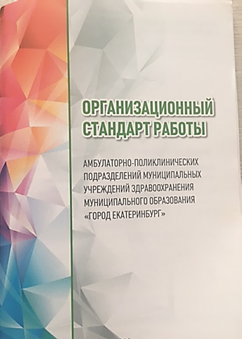 ОРГАНИЗАЦИОННЫЙ
СТАНДАРТ РАБОТЫ
АМБУЛАТОРНО-ПОЛИКЛИНИЧЕСКИХ
ПОДРАЗДЕЛЕНИЙ МУНИЦИПАЛЬНЫХ
УЧРЕЖДЕНИЙ ЗДРАВООХРАНЕНИЯ
МУНИЦИПАЛЬНОГО ОБРАЗОВАНИЯ
«ГОРОД ЕКАТЕРИНБУРГ»